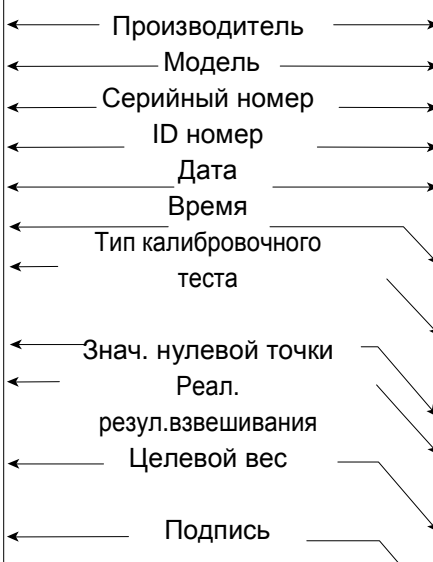 Производитель
Модель
Серийный номер
ID номер
Дата
Время
Тип калибровочного
теста
Знач. нулевой точки
Реал.
резул.взвешивания
Целевой вес
Подпись